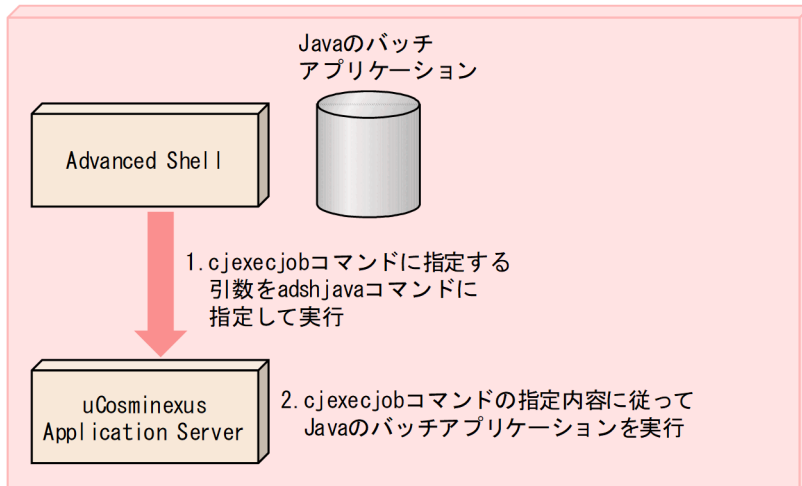 Javaのバッチ
アプリケーション
Advanced Shell
1.cjexecjobコマンドに指定する
引数をadshjavaコマンドに
指定して実行
uCosminexus
Application Server
2.cjexecjobコマンドの指定内容に従って
Javaのバッチアプリケーションを実行